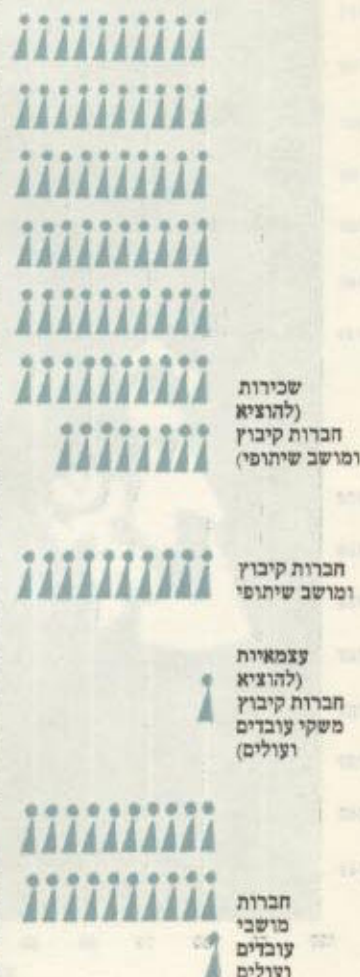 שכירות
(להוציא
חברות קיבוץ
ומושב שיתופי)
חברות קיבוץ
ומושב שיתופי
עצמאיות
(להוציא
חברות קיבוץ
משקי עובדים
ועולים)
חברות
מושבי
עובדים
ועולים